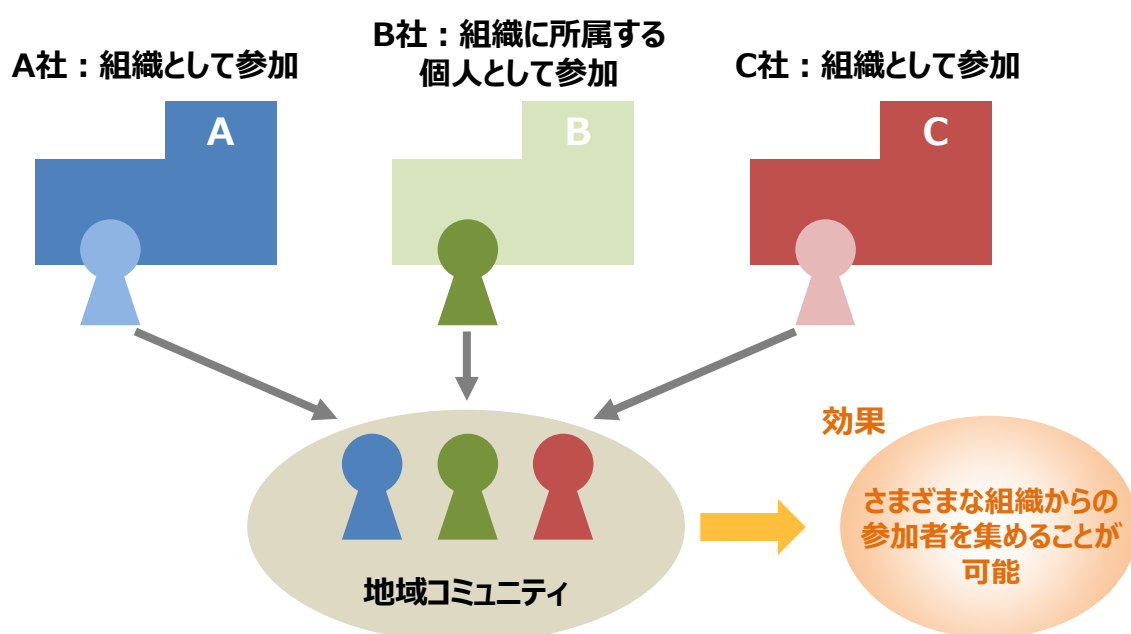 A社:組織として参加
B社:組織に所属する
個人として参加
C社:組織として参加
A
B
C
効果
さまざまな組織からの
参加者を集めることが
可能
地域コミュニティ